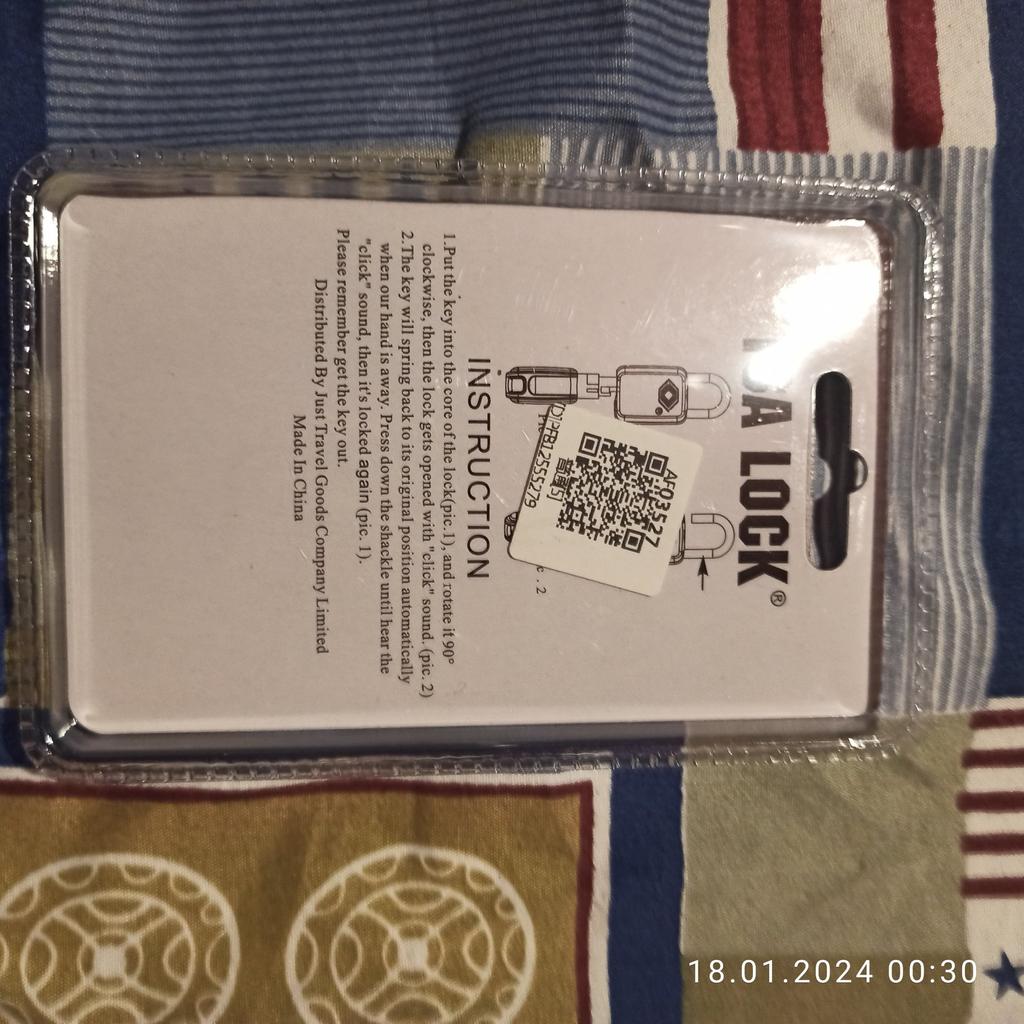 LOCK®
AF03527
普屬[5]
INSTRUCTION
1.Put the key into the core of the lock(pic.1), and rotate it 90°
clockwise, then the lock gets opened with "click" sound. (pic. 2)
2.The key will spring back to its original position automatically
when our hand is away. Press down the shackle until hear the
"click" sound, then it's locked again (pic. 1).
Please remember get the key out.
Distributed By Just Travel Goods Company Limited
Made In China
18.01.2024 00:30